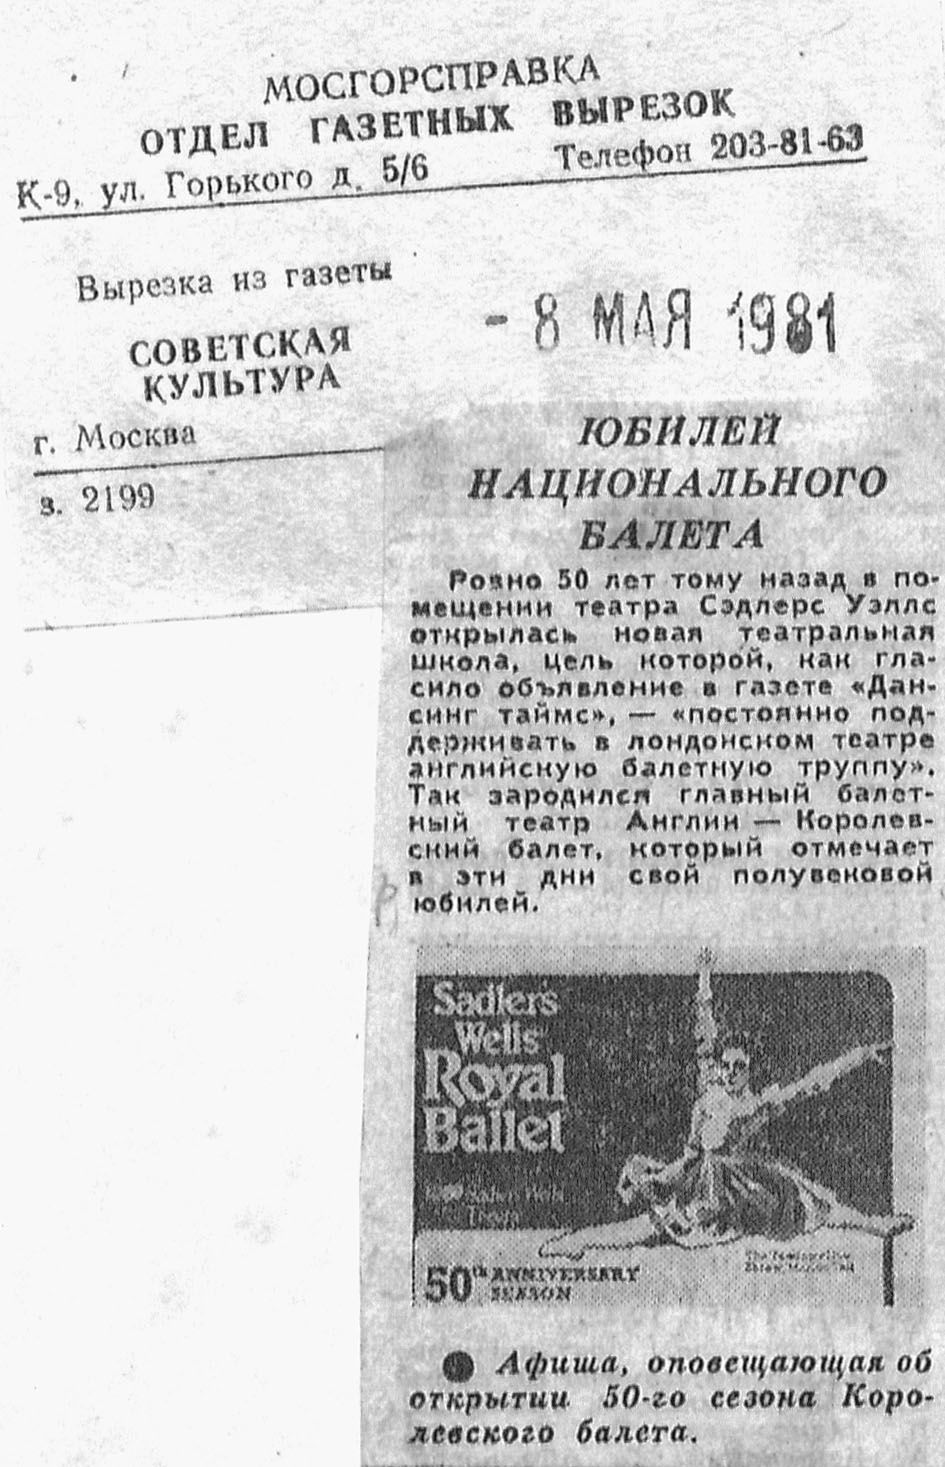 МОСГОРСПРАВКА
ОТДЕЛ ГАЗЕТНЫХ ВЫРЕЗОК
К-9, ул. Горького д. 5/6 Телефон 203-81-63
Вырезка из газеты
СОВЕТСКАЯ
КУЛЬТУРА
- 8 МАЯ 1981
г. Москва
з. 2199
ЮБИЛЕЙ
НАЦИОНАЛЬНОГО
БАЛЕТА
Ровно 50 лет тому назад в по-
мещении театра Сэдлерс Уэллс
открылась новая театральная
школа, цель которой, как гла-
сило объявление в газете «Дан-
синг таймс», — «постоянно под-
держивать в лондонском театре
английскую балетную труппу».
Так зародился главный балет-
ный театр Англии — Королев-
ский балет, который отмечает
в эти дни свой полувековой
юбилей.
Sadler's
Wells
Royal
Ballet
Sadlers Wells
50th ANNIVERSARY
SEASON
Афиша, оповещающая об
открытии 50-го сезона Коро-
левского балета.